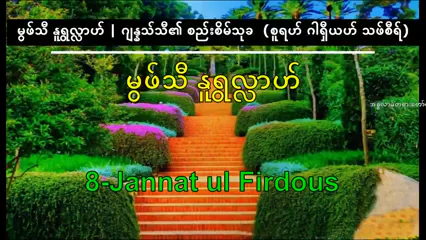 မွဖ်သီ နူရွလ္လာဟ် | ဂျန္နသ်သီ၏ စည်းစိမ်သုခ (စူရဟ် ဂါရှီယဟ် သဖ်စီရ်)
မွဖ်သီ နူရွလ္လာဟ်
8-Jannat ul Firdous